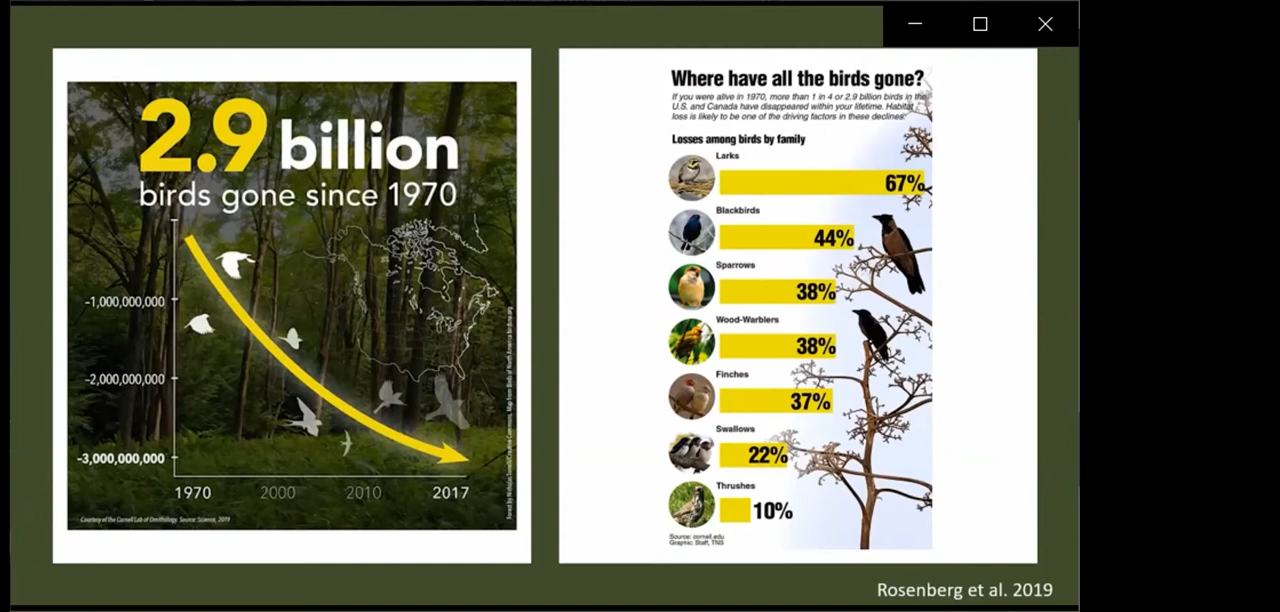 2.9 billion
birds gone since 1970
-1,000,000,000
-2,000,000,000
-3,000,000,000
1970 2000 2010 2017
Courtesy of the Cornell Lab of Ornithology. Source: Science, 2019
Where have all the birds gone?
If you were alive in 1970, more than 1 in 4 or 2.9 billion birds in the
U.S. and Canada have disappeared within your lifetime. Habitat
loss is likely to be one of the driving factors in these declines.
Losses among birds by family
Larks
67%
Blackbirds
44%
Sparrows
38%
Wood-Warblers
38%
Finches
37%
Swallows
22%
Thrushes
10%
Source: cornell.edu
Graphic: Staff, TNS
Rosenberg et al. 2019